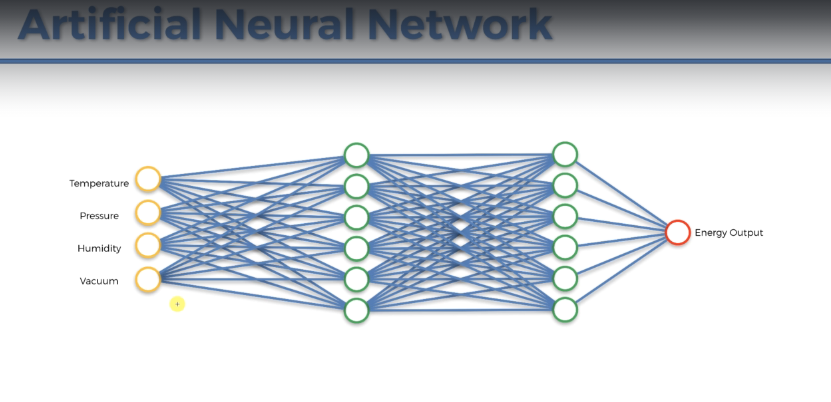 Artificial Neural Network
Temperature
Pressure
Humidity
Vacuum
Energy Output